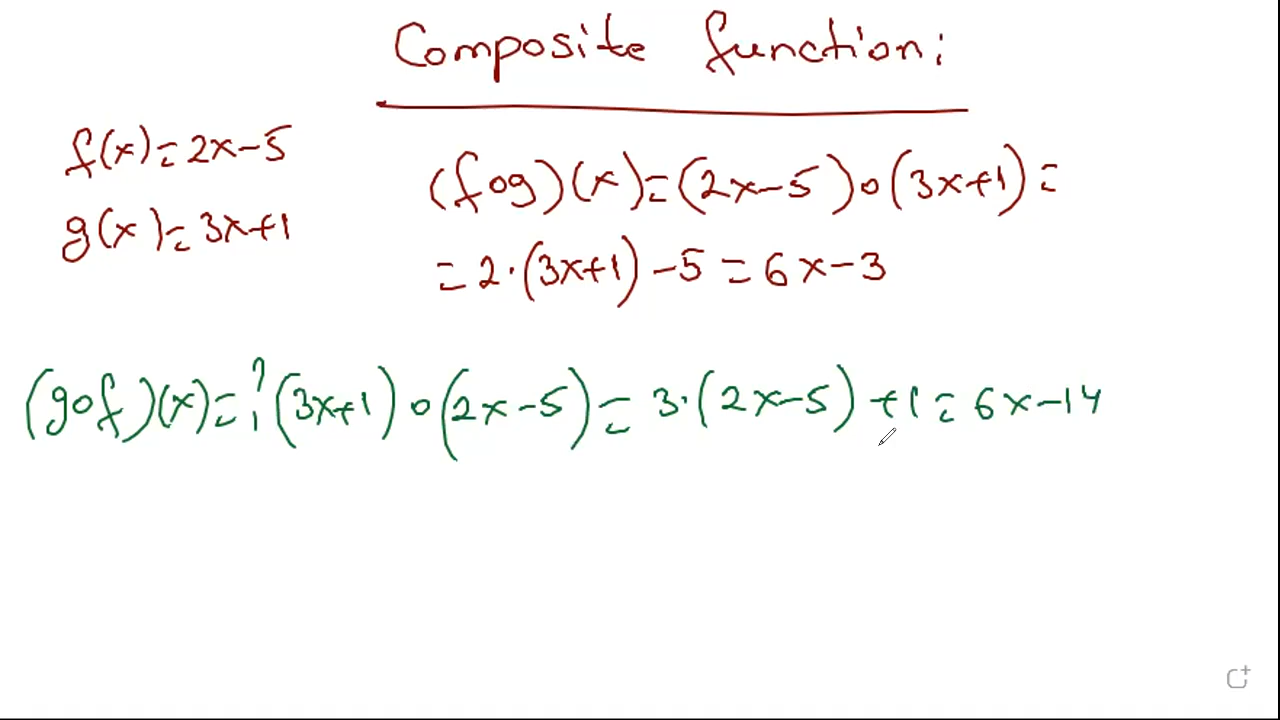 Composite function:
f(x)=2x-5
g(x)=3x+1
(fog)(x)=(2x-5)∘(3x+1)=
=2·(3x+1)-5=6x-3
(gof)(x)=? (3x+1)∘(2x-5)=3·(2x-5)+1=6x-14